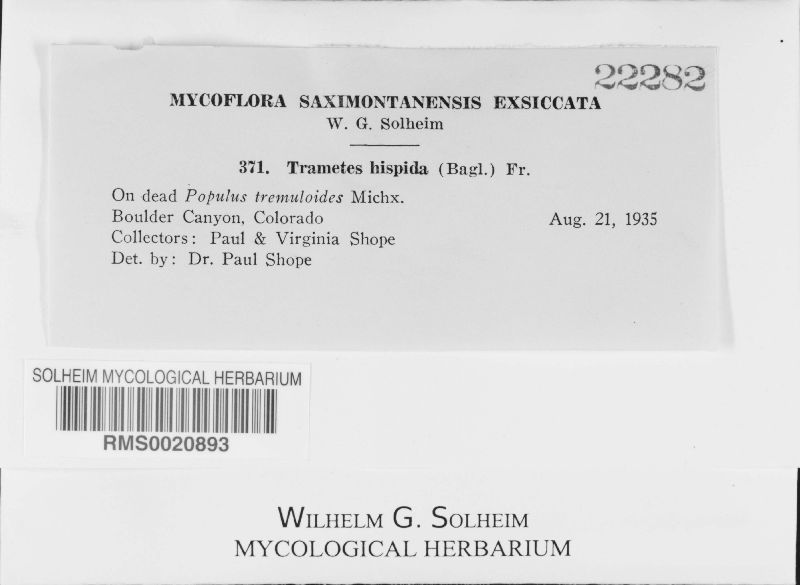 22282
MYCOFLORA SAXIMONTANENSIS EXSICCATA
W. G. Solheim
371. Trametes hispida (Bagl.) Fr.
On dead Populus tremuloides Michx.
Boulder Canyon, Colorado Aug. 21, 1935
Collectors: Paul & Virginia Shope
Det. by: Dr. Paul Shope
SOLHEIM MYCOLOGICAL HERBARIUM
RMS0020893
WILHELM G. SOLHEIM
MYCOLOGICAL HERBARIUM